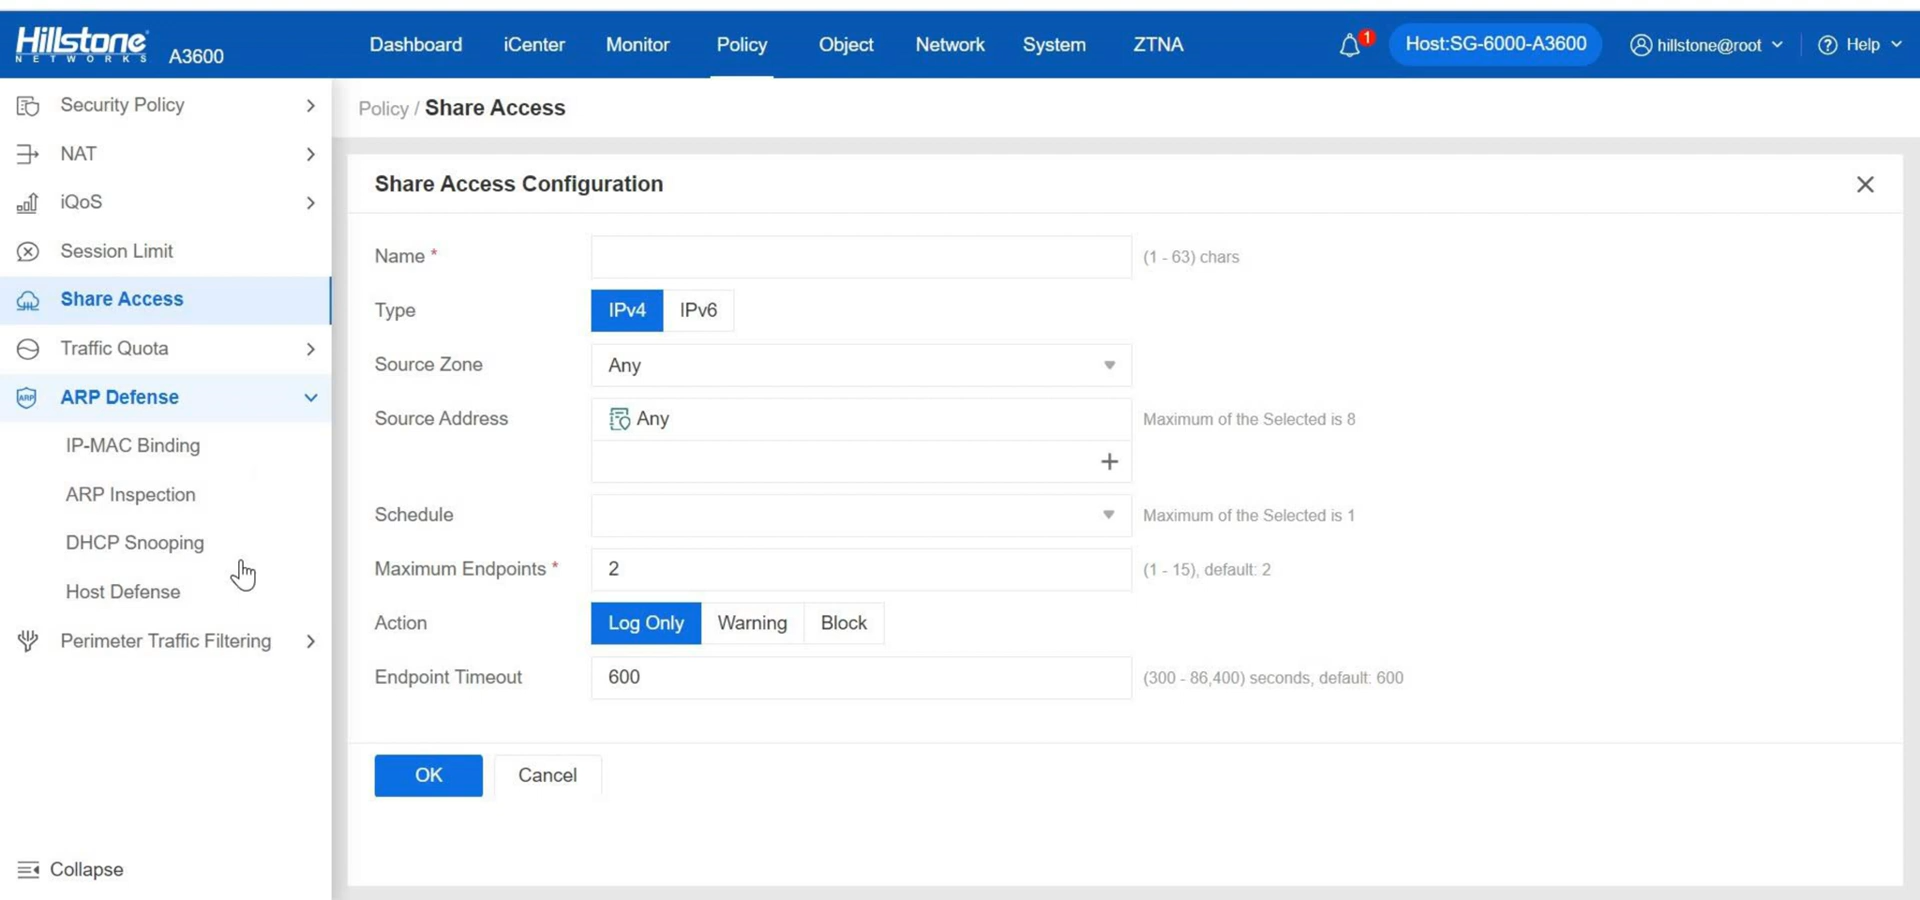 Hillstone
NETWORKS
A3600
Dashboard
iCenter
Monitor
Policy
Object
Network
System
ZTNA
1
Host:SG-6000-A3600
hillstone@root
Help
Security Policy
NAT
iQoS
Session Limit
Share Access
Traffic Quota
ARP
ARP Defense
IP-MAC Binding
ARP Inspection
DHCP Snooping
Host Defense
Perimeter Traffic Filtering
Collapse
Policy / Share Access
Share Access Configuration
Name * (1 - 63) chars
Type IPv4 IPv6
Source Zone Any
Source Address Any Maximum of the Selected is 8
Schedule Maximum of the Selected is 1
Maximum Endpoints * 2 (1 - 15), default: 2
Action Log Only Warning Block
Endpoint Timeout 600 (300 - 86,400) seconds, default: 600
OK Cancel